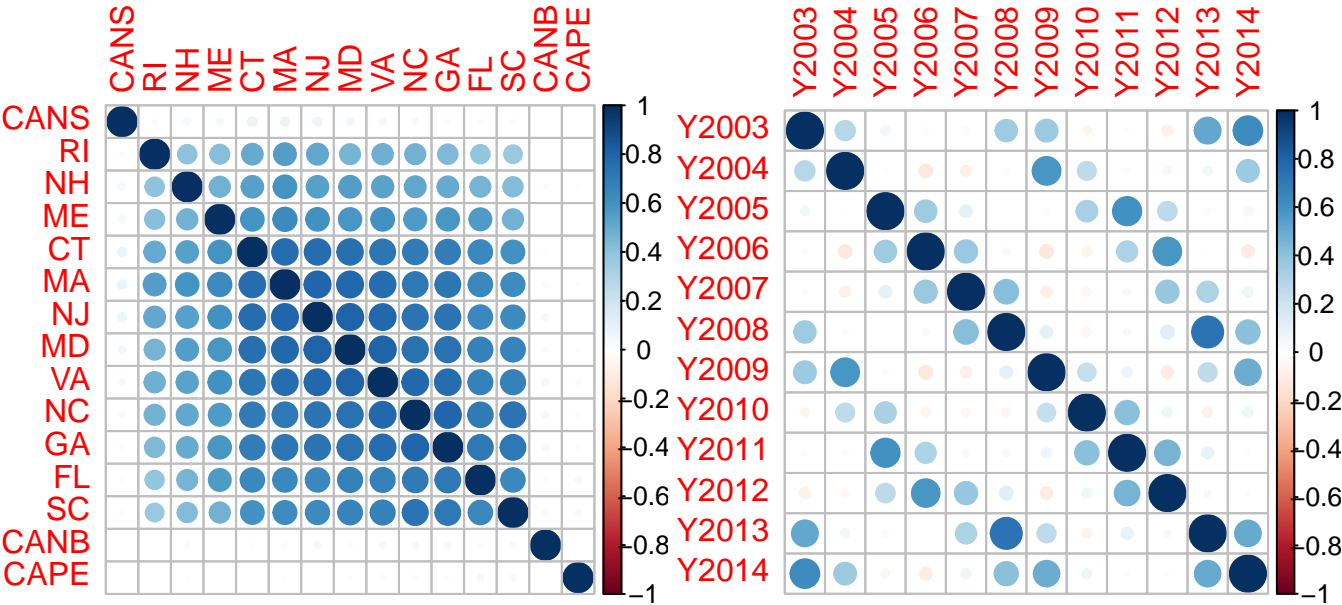 CANS RI NH ME CT MA NJ MD VA NC GA FL SC CANB CAPE
CANS
RI
NH
ME
CT
MA
NJ
MD
VA
NC
GA
FL
SC
CANB
CAPE
1
0.8
0.6
0.4
0.2
0
−0.2
−0.4
−0.6
−0.8
−1
Y2003 Y2004 Y2005 Y2006 Y2007 Y2008 Y2009 Y2010 Y2011 Y2012 Y2013 Y2014
Y2003
Y2004
Y2005
Y2006
Y2007
Y2008
Y2009
Y2010
Y2011
Y2012
Y2013
Y2014
1
0.8
0.6
0.4
0.2
0
−0.2
−0.4
−0.6
−0.8
−1